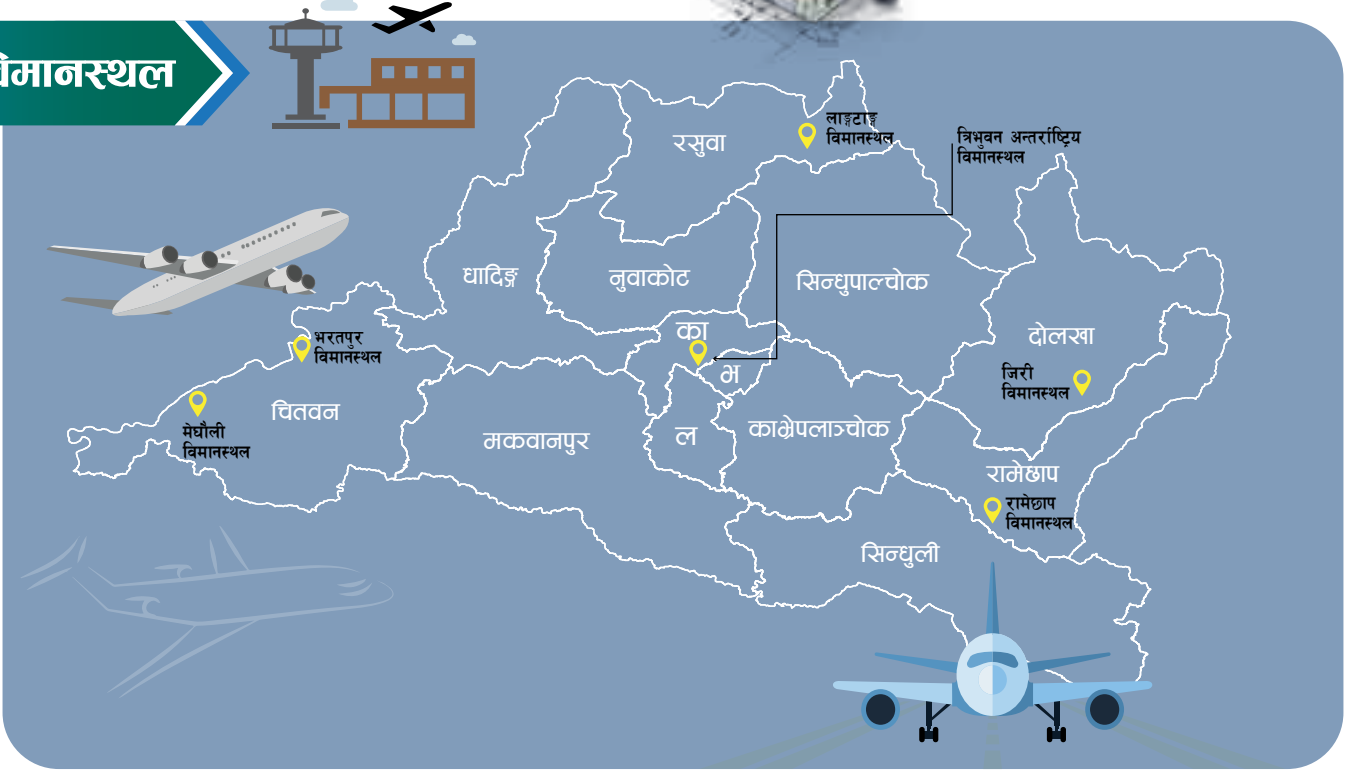 विमानस्थल
लाङ्टाङ्ग
विमानस्थल
त्रिभुवन अन्तर्राष्ट्रिय
विमानस्थल
रसुवा
धादिङ्ग
नुवाकोट
सिन्धुपाल्चोक
का
भ
दोलखा
भरतपुर
विमानस्थल
जिरी
विमानस्थल
चितवन
मेघौली
विमानस्थल
मकवानपुर
ल
काभ्रेपलाञ्चोक
रामेछाप
रामेछाप
विमानस्थल
सिन्धुली